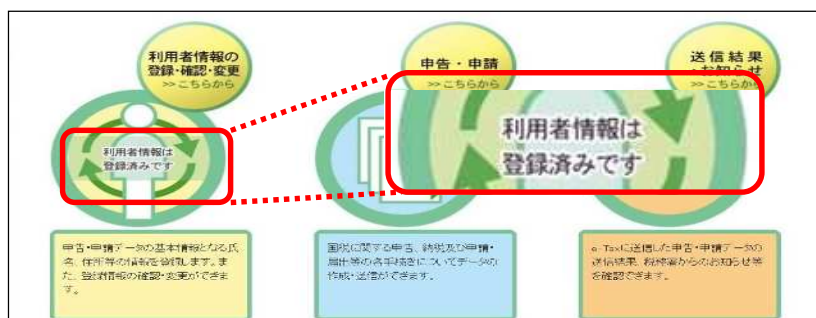 利用者情報の
登録・確認・変更
>> こちらから
申告・申請
>> こちらから
送信結果
・お知らせ
>> こちらから
利用者情報は
登録済みです
利用者情報は
登録済みです
申告・申請データの基本情報となる氏
名、住所等の情報を登録します。ま
た、登録情報の確認・変更ができま
す。
国税に関する申告、納税及び申請・
届出等の各手続きについてデータの
作成・送信ができます。
e-Taxに送信した申告・申請データの
送信結果、税務署からのお知らせ等
を確認できます。